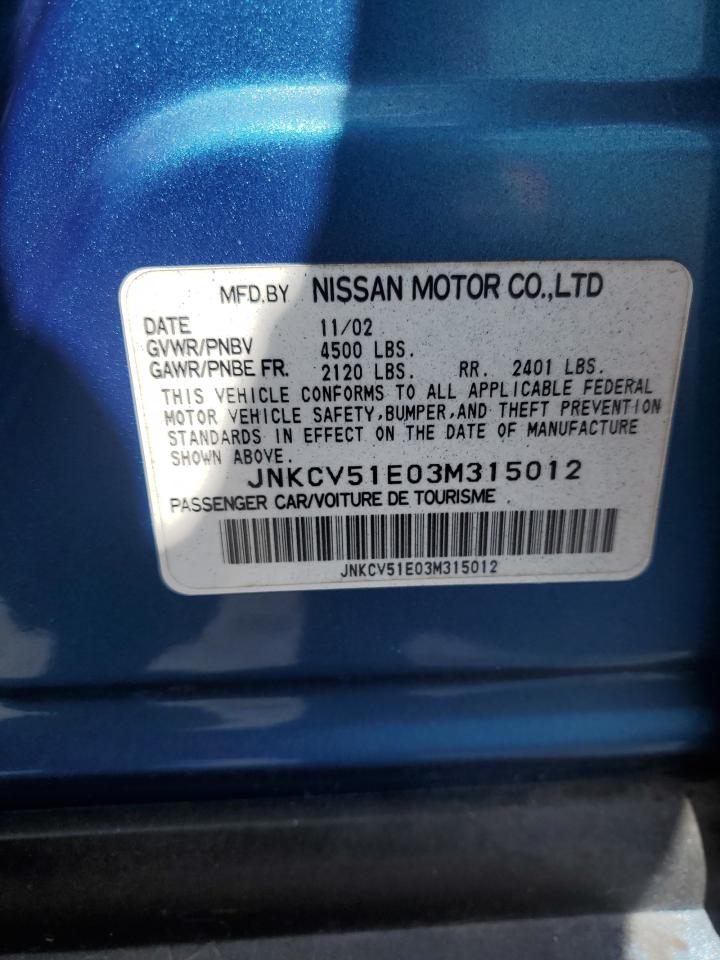 MFD.BY NISSAN MOTOR CO.,LTD
DATE 11/02
GVWR/PNBV 4500 LBS.
GAWR/PNBE FR. 2120 LBS. RR. 2401 LBS.
THIS VEHICLE CONFORMS TO ALL APPLICABLE FEDERAL
MOTOR VEHICLE SAFETY,BUMPER,AND THEFT PREVENTION
STANDARDS IN EFFECT ON THE DATE OF MANUFACTURE
SHOWN ABOVE.
JNKCV51E03M315012
PASSENGER CAR/VOITURE DE TOURISME
JNKCV51E03M315012